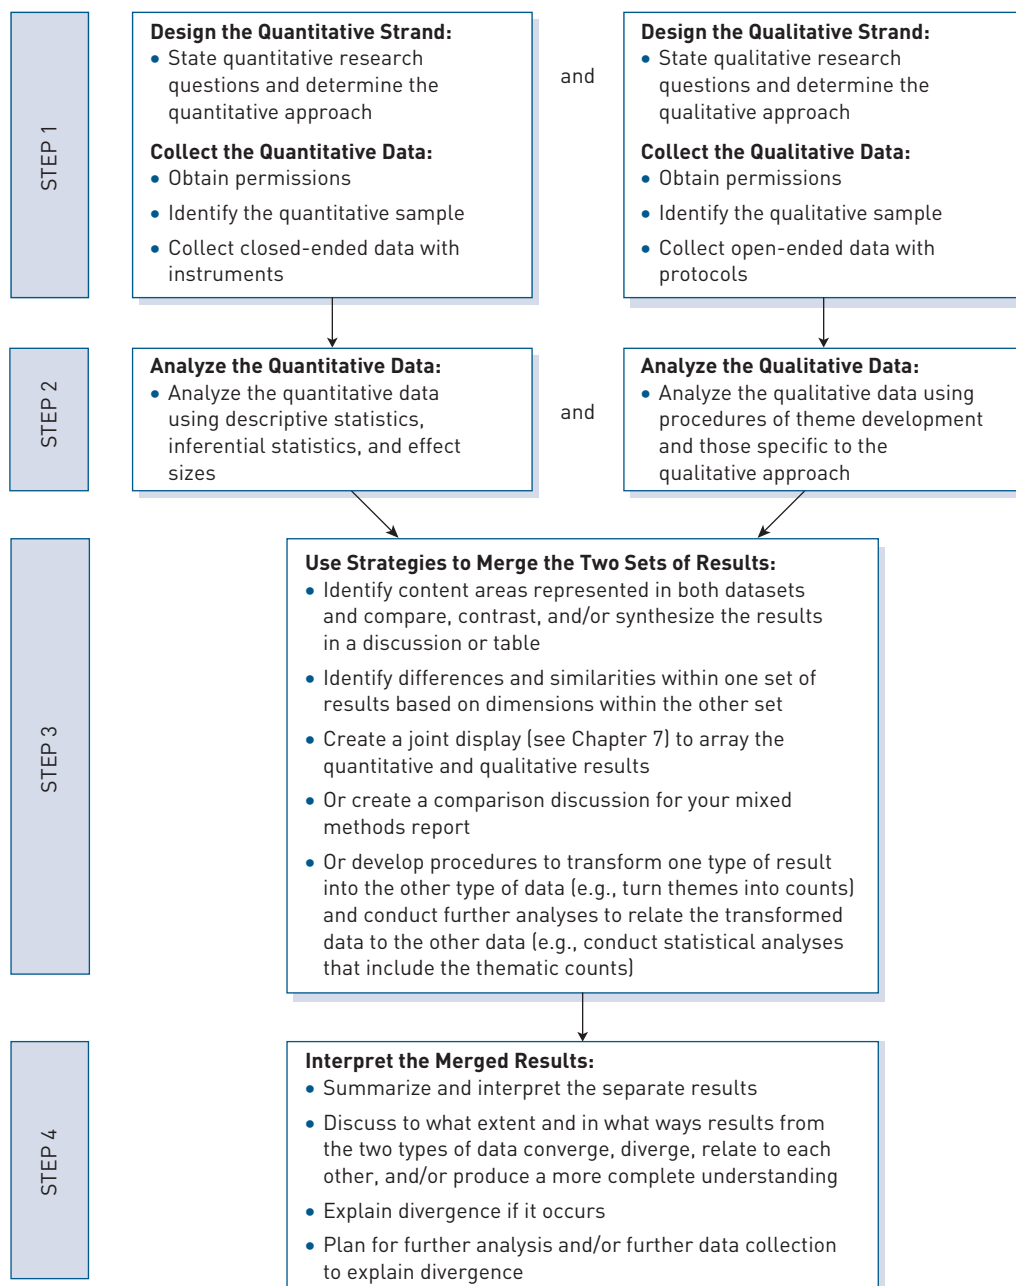 STEP 1
Design the Quantitative Strand:
• State quantitative research
questions and determine the
quantitative approach
Collect the Quantitative Data:
• Obtain permissions
• Identify the quantitative sample
• Collect closed-ended data with
instruments
and
Design the Qualitative Strand:
• State qualitative research
questions and determine the
qualitative approach
Collect the Qualitative Data:
• Obtain permissions
• Identify the qualitative sample
• Collect open-ended data with
protocols
STEP 2
Analyze the Quantitative Data:
• Analyze the quantitative data
using descriptive statistics,
inferential statistics, and effect
sizes
and
Analyze the Qualitative Data:
• Analyze the qualitative data using
procedures of theme development
and those specific to the
qualitative approach
STEP 3
Use Strategies to Merge the Two Sets of Results:
• Identify content areas represented in both datasets
and compare, contrast, and/or synthesize the results
in a discussion or table
• Identify differences and similarities within one set of
results based on dimensions within the other set
• Create a joint display (see Chapter 7) to array the
quantitative and qualitative results
• Or create a comparison discussion for your mixed
methods report
• Or develop procedures to transform one type of result
into the other type of data (e.g., turn themes into counts)
and conduct further analyses to relate the transformed
data to the other data (e.g., conduct statistical analyses
that include the thematic counts)
STEP 4
Interpret the Merged Results:
• Summarize and interpret the separate results
• Discuss to what extent and in what ways results from
the two types of data converge, diverge, relate to each
other, and/or produce a more complete understanding
• Explain divergence if it occurs
• Plan for further analysis and/or further data collection
to explain divergence